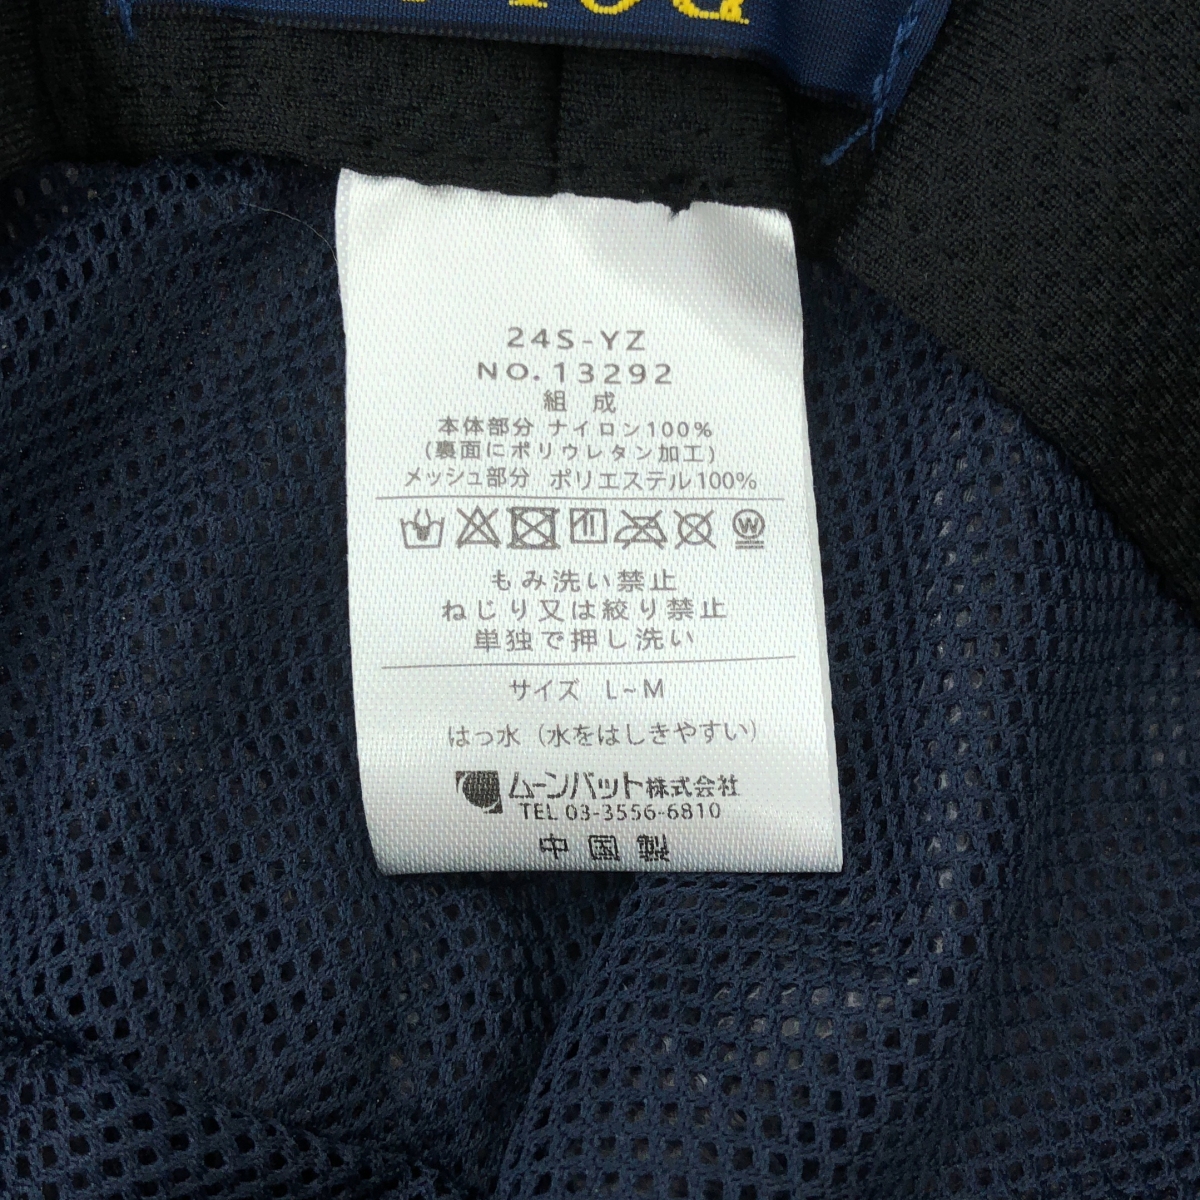 24S-YZ
NO.13292
組 成
本体部分 ナイロン100%
(裏面にポリウレタン加工)
メッシュ部分 ポリエステル100%
W
もみ洗い禁止
ねじり又は絞り禁止
単独で押し洗い
サイズ L~M
はっ水（水をはしきやすい）
ムーンバット株式会社
TEL 03-3556-6810
中国製